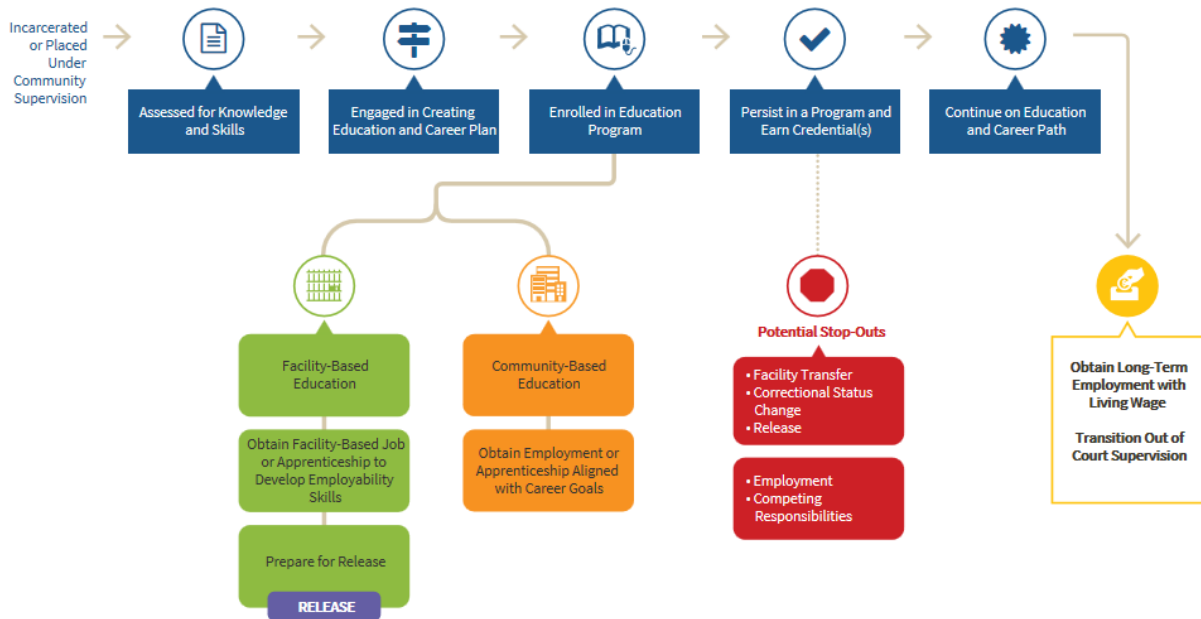 Incarcerated
or Placed
Under
Community
Supervision
Assessed for Knowledge
and Skills
Engaged in Creating
Education and Career Plan
Enrolled in Education
Program
Persist in a Program and
Earn Credential(s)
Continue on Education
and Career Path
Facility-Based
Education
Obtain Facility-Based Job
or Apprenticeship to
Develop Employability
Skills
Prepare for Release
RELEASE
Community-Based
Education
Obtain Employment or
Apprenticeship Aligned
with Career Goals
Potential Stop-Outs
• Facility Transfer
• Correctional Status
Change
• Release
• Employment
• Competing
Responsibilities
Obtain Long-Term
Employment with
Living Wage
Transition Out of
Court Supervision